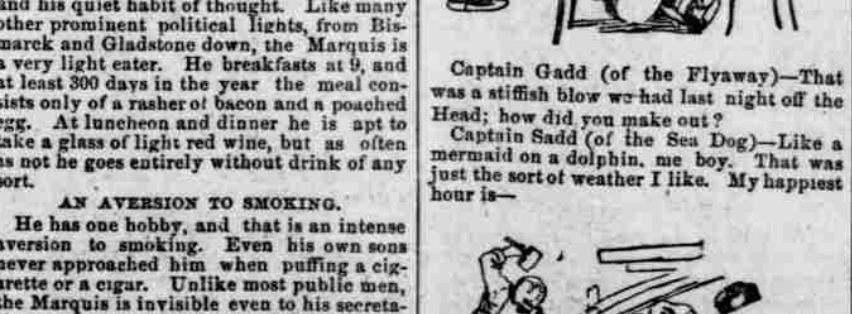 and his quiet habit of thought. Like many
other prominent political lights, from Bis-
marck and Gladstone down, the Marquis is
a very light eater. He breakfasts at 9, and
at least 300 days in the year the meal con-
sists only of a rasher of bacon and a poached
egg. At luncheon and dinner he is apt to
take a glass of light red wine, but as often
as not he goes entirely without drink of any
sort.
AN AVERSION TO SMOKING.
He has one hobby, and that is an intense
aversion to smoking. Even his own sons
never approached him when puffing a cig-
arette or a cigar. Unlike most public men,
the Marquis is invisible even to his secreta-
Captain Gadd (of the Flyaway)—That
was a stiffish blow we had last night off the
Head; how did you make out?
Captain Sadd (of the Sea Dog)—Like a
mermaid on a dolphin, me boy. That was
just the sort of weather I like. My happiest
hour is—